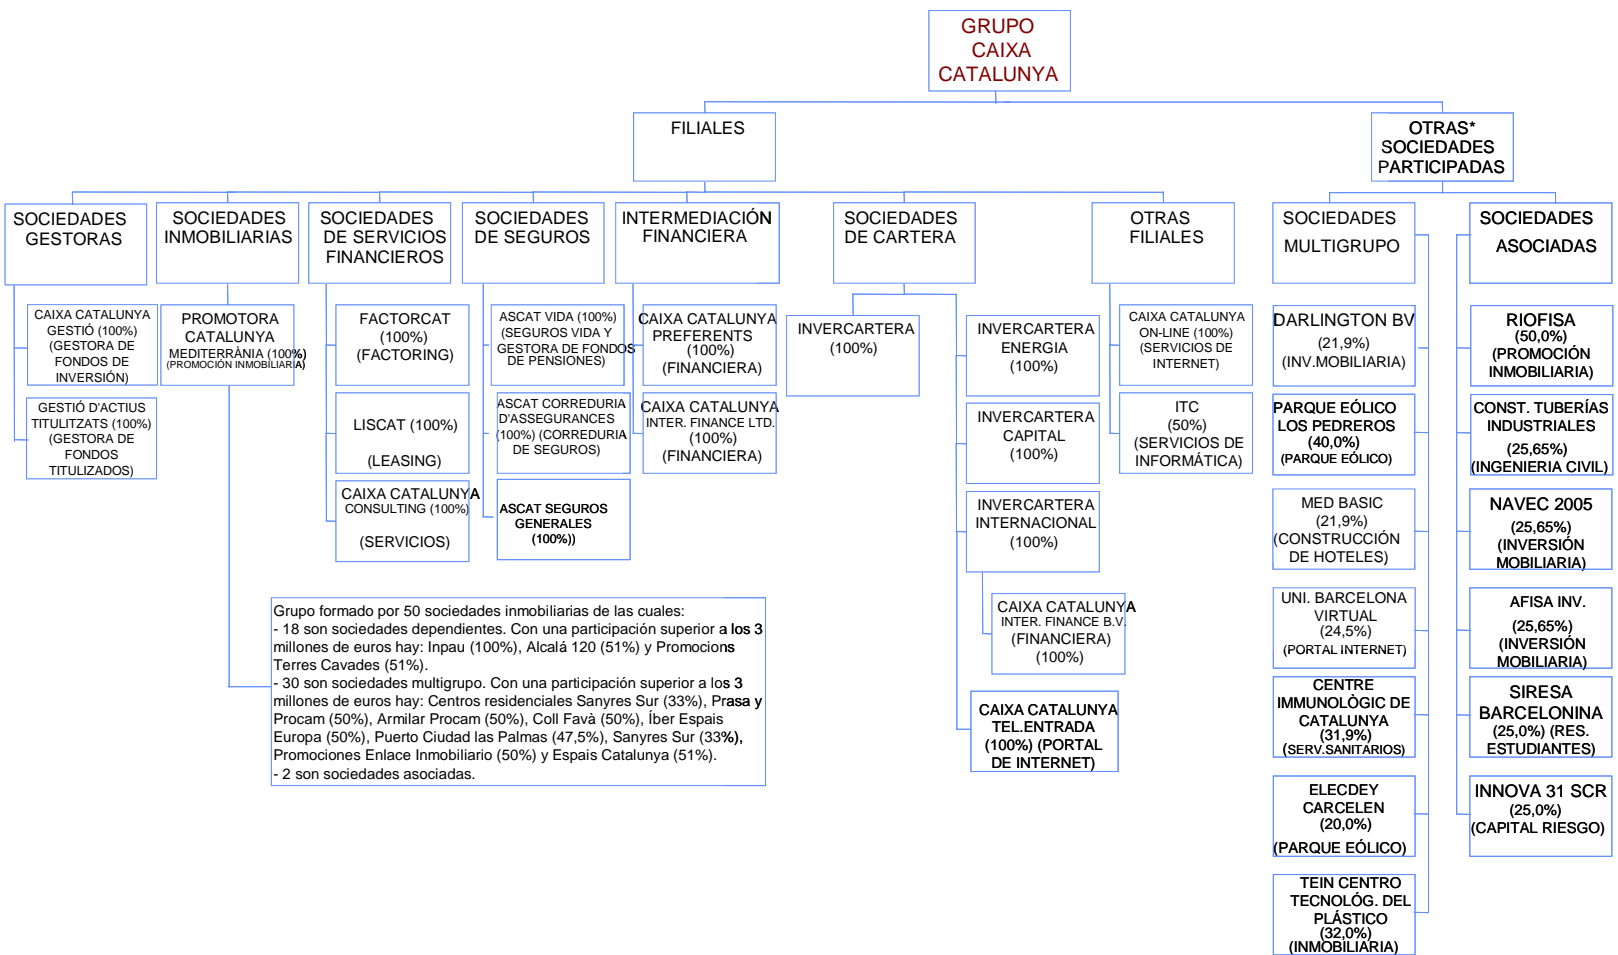 GRUPO
CAIXA
CATALUNYA
FILIALES
OTRAS*
SOCIEDADES
PARTICIPADAS
SOCIEDADES
GESTORAS
SOCIEDADES
INMOBILIARIAS
SOCIEDADES
DE SERVICIOS
FINANCIEROS
SOCIEDADES
DE SEGUROS
INTERMEDIACIÓN
FINANCIERA
SOCIEDADES
DE CARTERA
OTRAS
FILIALES
SOCIEDADES
MULTIGRUPO
SOCIEDADES
ASOCIADAS
CAIXA CATALUNYA
GESTIÓ (100%)
(GESTORA DE
FONDOS DE
INVERSIÓN)
GESTIÓ D'ACTIUS
TITULITZATS (100%)
(GESTORA DE
FONDOS
TITULIZADOS)
PROMOTORA
CATALUNYA
MEDITERRÀNIA (100%)
(PROMOCIÓN INMOBILIARIA)
FACTORCAT
(100%)
(FACTORING)
LISCAT (100%)
(LEASING)
CAIXA CATALUNYA
CONSULTING (100%)
(SERVICIOS)
ASCAT VIDA (100%)
(SEGUROS VIDA Y
GESTORA DE FONDOS
DE PENSIONES)
ASCAT CORREDURIA
D'ASSEGURANCES
(100%) (CORREDURIA
DE SEGUROS)
ASCAT SEGUROS
GENERALES
(100%))
CAIXA CATALUNYA
PREFERENTS
(100%)
(FINANCIERA)
CAIXA CATALUNYA
INTER. FINANCE LTD.
(100%)
(FINANCIERA)
INVERCARTERA
(100%)
INVERCARTERA
ENERGIA
(100%)
INVERCARTERA
CAPITAL
(100%)
INVERCARTERA
INTERNACIONAL
(100%)
CAIXA CATALUNYA
INTER. FINANCE B.V.
(FINANCIERA)
(100%)
CAIXA CATALUNYA
TEL.ENTRADA
(100%) (PORTAL
DE INTERNET)
CAIXA CATALUNYA
ON-LINE (100%)
(SERVICIOS DE
INTERNET)
ITC
(50%)
(SERVICIOS DE
INFORMÁTICA)
DARLINGTON BV
(21,9%)
(INV.MOBILIARIA)
PARQUE EÓLICO
LOS PEDREROS
(40,0%)
(PARQUE EÓLICO)
MED BASIC
(21,9%)
(CONSTRUCCIÓN
DE HOTELES)
UNI. BARCELONA
VIRTUAL
(24,5%)
(PORTAL INTERNET)
CENTRE
IMMUNOLÒGIC DE
CATALUNYA
(31,9%)
(SERV.SANITARIOS)
ELECDEY
CARCELEN
(20,0%)
(PARQUE EÓLICO)
TEIN CENTRO
TECNOLÓG. DEL
PLÁSTICO
(32,0%)
(INMOBILIARIA)
RIOFISA
(50,0%)
(PROMOCIÓN
INMOBILIARIA)
CONST. TUBERÍAS
INDUSTRIALES
(25,65%)
(INGENIERIA CIVIL)
NAVEC 2005
(25,65%)
(INVERSIÓN
MOBILIARIA)
AFISA INV.
(25,65%)
(INVERSIÓN
MOBILIARIA)
SIRESA
BARCELONINA
(25,0%) (RES.
ESTUDIANTES)
INNOVA 31 SCR
(25,0%)
(CAPITAL RIESGO)
Grupo formado por 50 sociedades inmobiliarias de las cuales:
- 18 son sociedades dependientes. Con una participación superior a los 3
millones de euros hay: Inpau (100%), Alcalá 120 (51%) y Promocions
Terres Cavades (51%).
- 30 son sociedades multigrupo. Con una participación superior a los 3
millones de euros hay: Centros residenciales Sanyres Sur (33%), Prasa y
Procam (50%), Armilar Procam (50%), Coll Favà (50%), Íber Espais
Europa (50%), Puerto Ciudad las Palmas (47,5%), Sanyres Sur (33%),
Promociones Enlace Inmobiliario (50%) y Espais Catalunya (51%).
- 2 son sociedades asociadas.